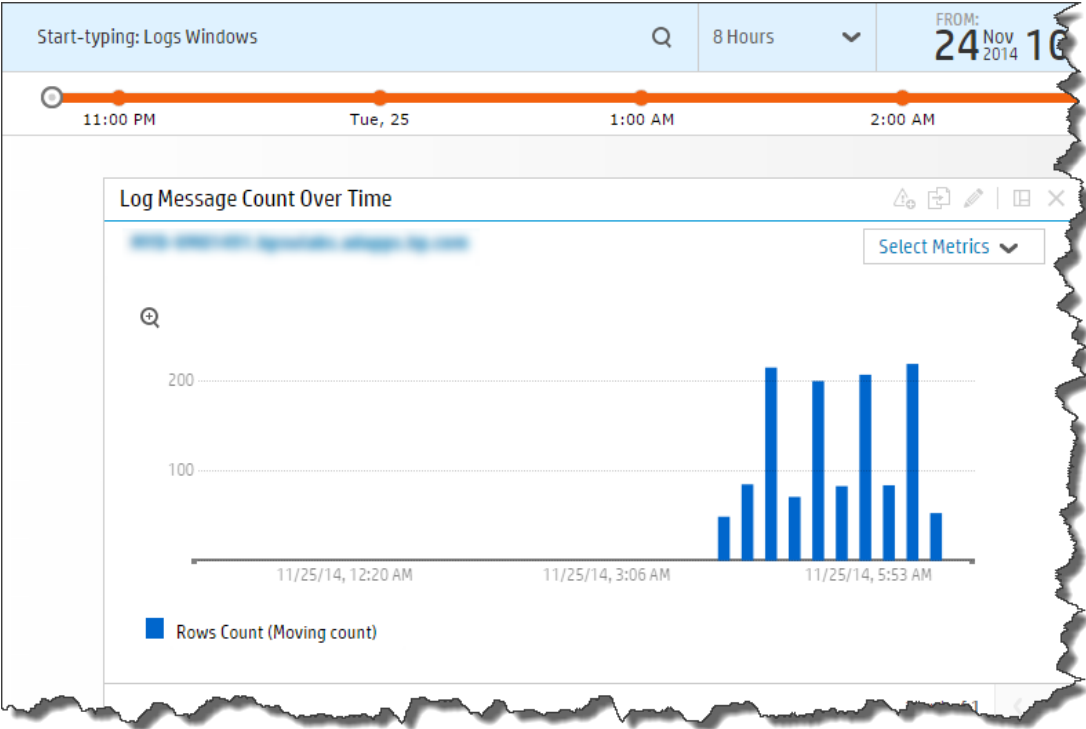 Start-typing: Logs Windows
8 Hours
FROM:
24 Nov 2014 10
11:00 PM
Tue, 25
1:00 AM
2:00 AM
Log Message Count Over Time
Select Metrics
200
100
11/25/14, 12:20 AM
11/25/14, 3:06 AM
11/25/14, 5:53 AM
Rows Count (Moving count)